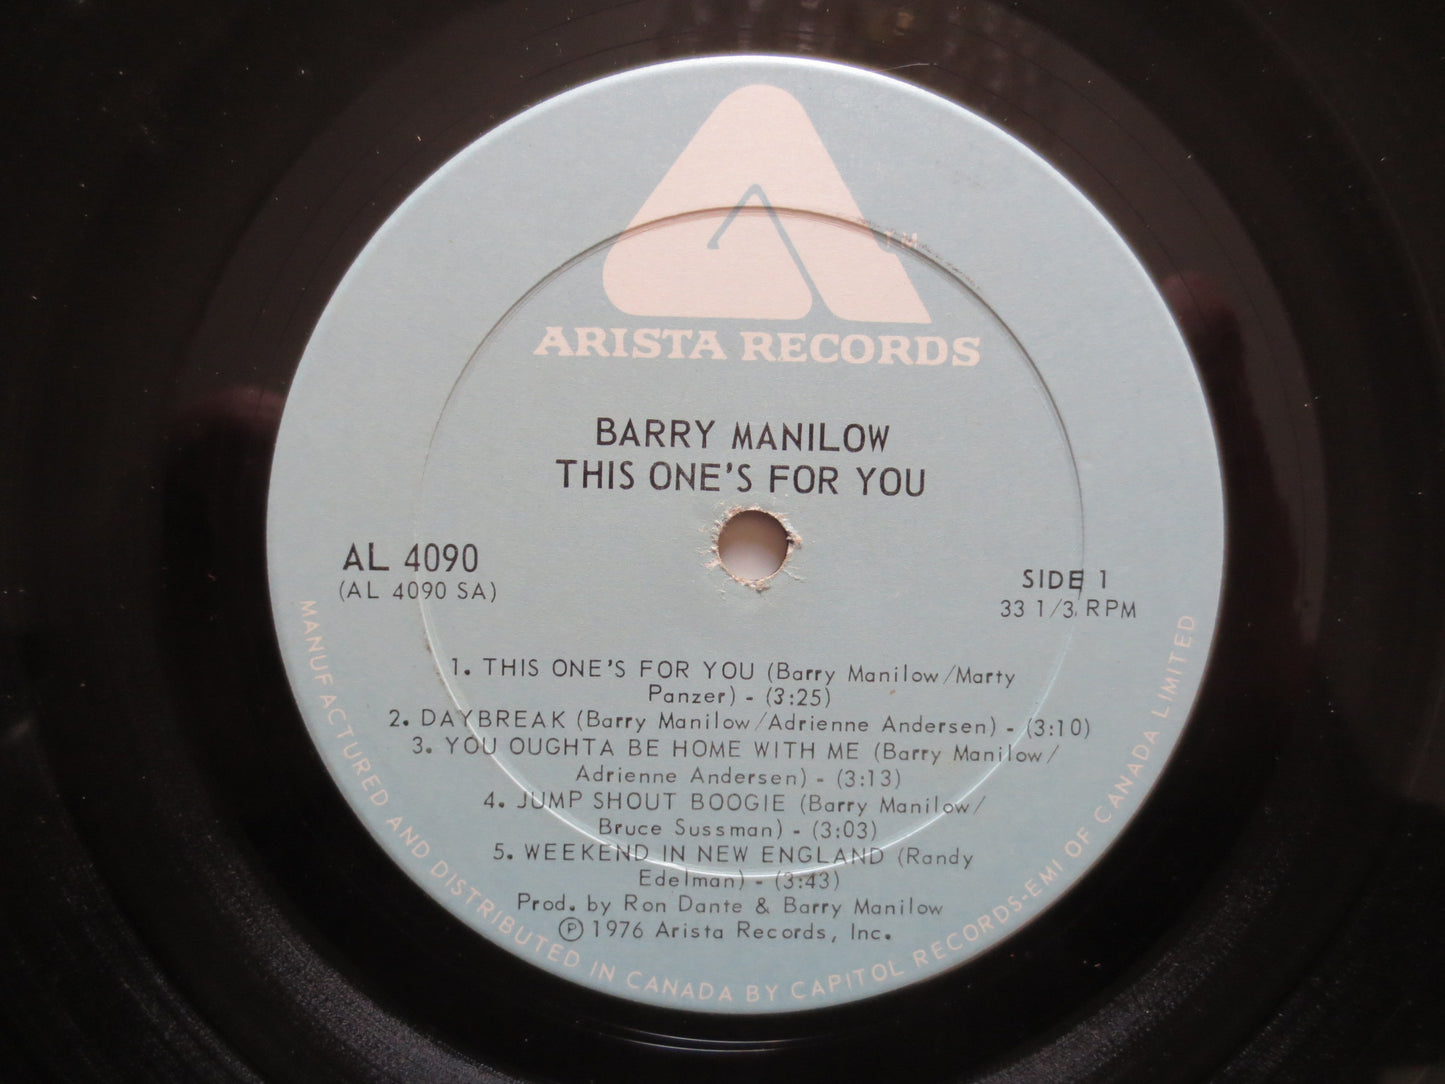 TM
ARISTA RECORDS
BARRY MANILOW
THIS ONE'S FOR YOU
AL 4090
(AL 4090 SA)
SIDE 1
33 1/3 RPM
1. THIS ONE'S FOR YOU (Barry Manilow/Marty
Panzer) - (3:25)
2. DAYBREAK (Barry Manilow/Adrienne Andersen) - (3:10)
3. YOU OUGHTA BE HOME WITH ME (Barry Manilow/
Adrienne Andersen) - (3:13)
4. JUMP SHOUT BOOGIE (Barry Manilow/
Bruce Sussman) - (3:03)
5. WEEKEND IN NEW ENGLAND (Randy
Edelman) - (3:43)
Prod. by Ron Dante & Barry Manilow
Ⓟ 1976 Arista Records, Inc.
MANUFACTURED AND DISTRIBUTED IN CANADA BY CAPITOL RECORDS-EMI OF CANADA LIMITED